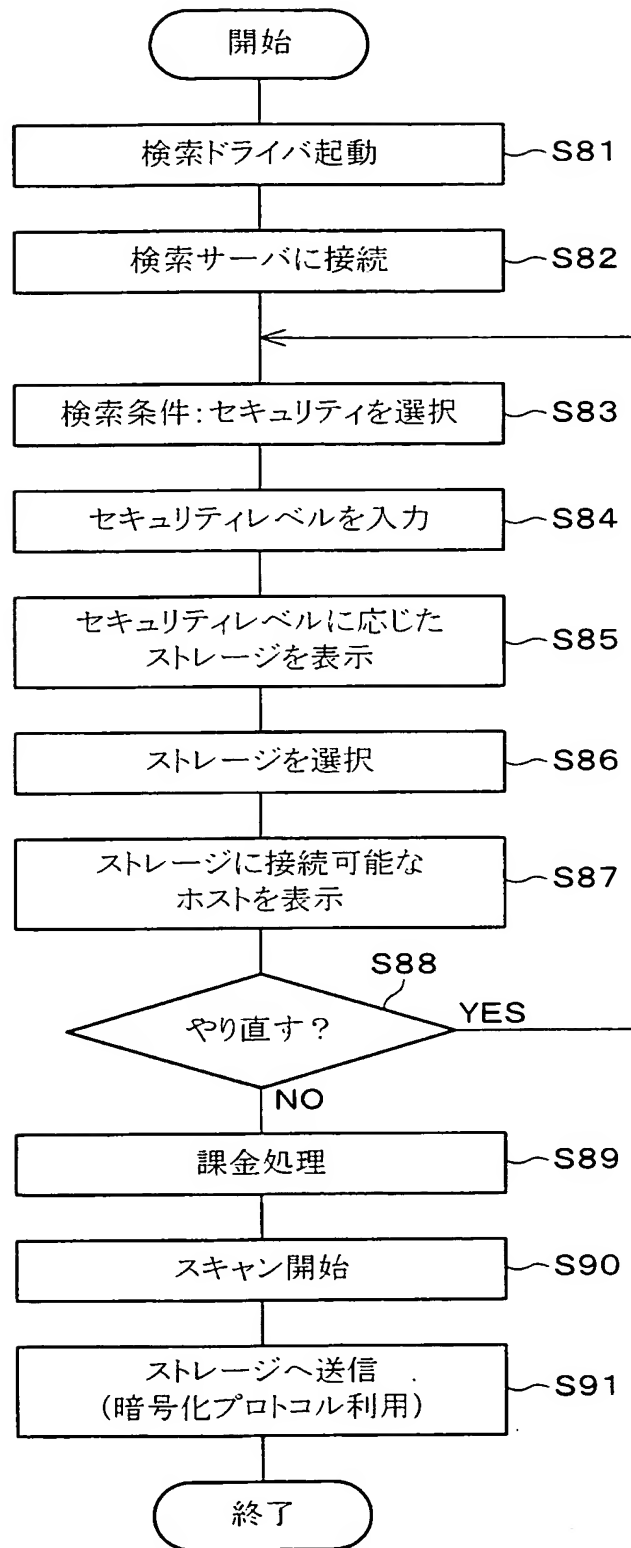 開始
検索ドライバ起動
S81
検索サーバに接続
S82
検索条件:セキュリティを選択
S83
セキュリティレベルを入力
S84
セキュリティレベルに応じた
ストレージを表示
S85
ストレージを選択
S86
ストレージに接続可能な
ホストを表示
S87
S88
やり直す?
YES
NO
課金処理
S89
スキャン開始
S90
ストレージへ送信
(暗号化プロトコル利用)
S91
終了